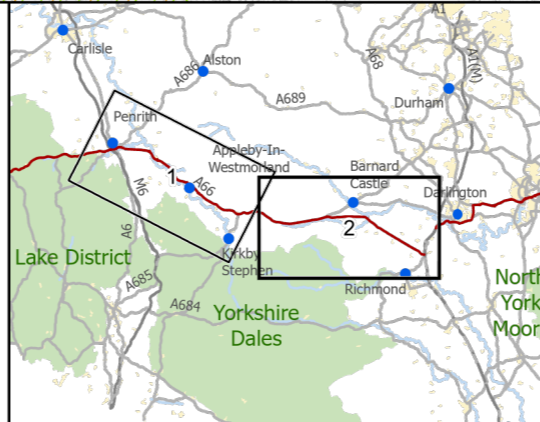 A1
Carlisle
A686
Alston
A68
A1(M)
A689
Durham
Penrith
Appleby-In-
Westmorland
Barnard
Castle
Darlington
1
A66
M6
2
A6
Kirkby
Stephen
Lake District
A685
Richmond
A684
Yorkshire
Dales
North
York
Moor